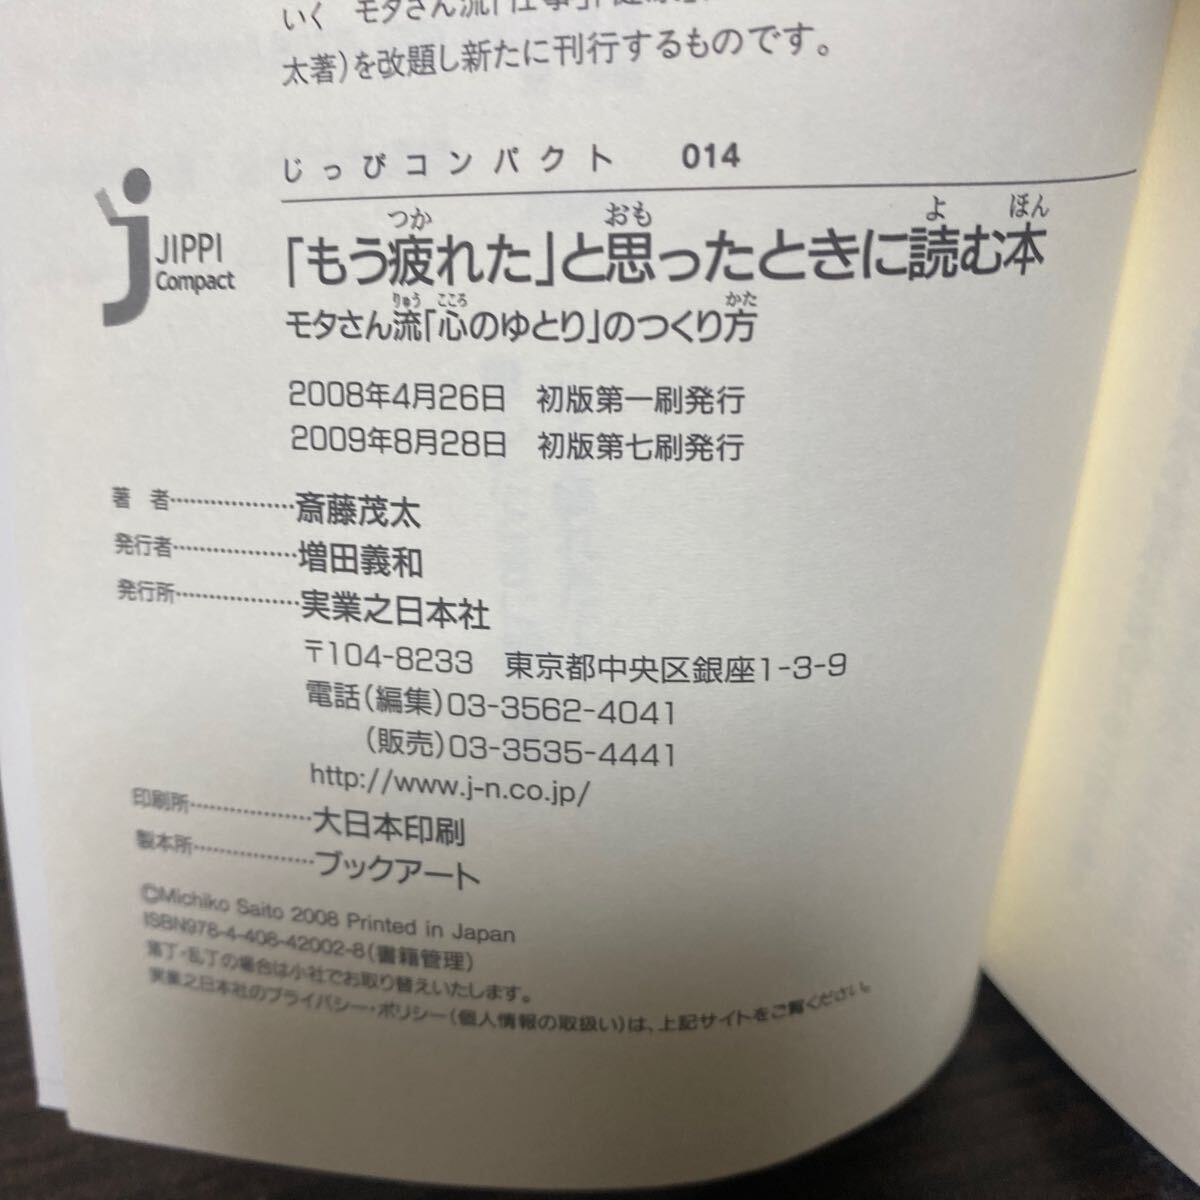 いく モタさん流「仕事」
太著)を改題し新たに刊行するものです。
じっぴコンパクト 014
JIPPI
Compact
「もう疲れた」と思ったときに読む本
つか おも よ ほん
モタさん流「心のゆとり」のつくり方
りゅう こころ かた
2008年4月26日 初版第一刷発行
2009年8月28日 初版第七刷発行
著 者………………斎藤茂太
発行者………………増田義和
発行所………………実業之日本社
〒104-8233 東京都中央区銀座1-3-9
電話(編集)03-3562-4041
(販売)03-3535-4441
http://www.j-n.co.jp/
印刷所………………大日本印刷
製本所………………ブックアート
©Michiko Saito 2008 Printed in Japan
ISBN978-4-408-42002-8(書籍管理)
落丁・乱丁の場合は小社でお取り替えいたします。
実業之日本社のプライバシー・ポリシー(個人情報の取扱い)は、上記サイトをご覧ください。